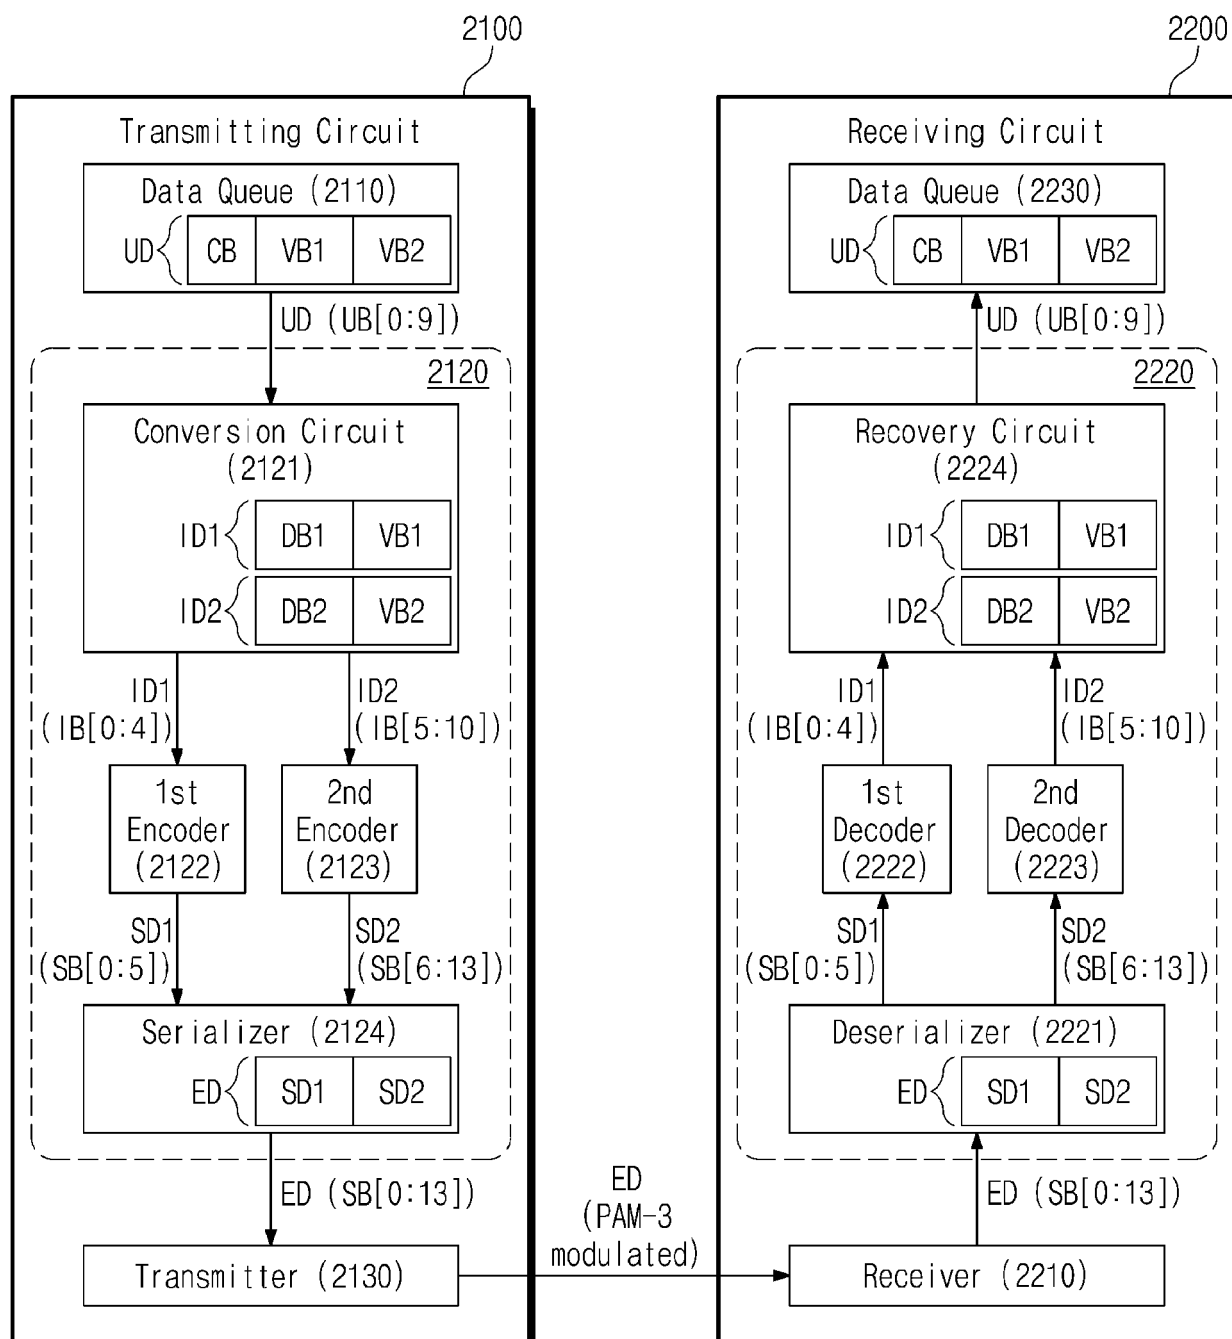 2100
Transmitting Circuit
Data Queue (2110)
UD CB VB1 VB2
UD (UB[0:9])
2120
Conversion Circuit
(2121)
ID1 DB1 VB1
ID2 DB2 VB2
ID1
(IB[0:4])
ID2
(IB[5:10])
1st
Encoder
(2122)
2nd
Encoder
(2123)
SD1
(SB[0:5])
SD2
(SB[6:13])
Serializer (2124)
ED SD1 SD2
ED (SB[0:13])
Transmitter (2130)
ED
(PAM-3
modulated)
2200
Receiving Circuit
Data Queue (2230)
UD CB VB1 VB2
UD (UB[0:9])
2220
Recovery Circuit
(2224)
ID1 DB1 VB1
ID2 DB2 VB2
ID1
(IB[0:4])
ID2
(IB[5:10])
1st
Decoder
(2222)
2nd
Decoder
(2223)
SD1
(SB[0:5])
SD2
(SB[6:13])
Deserializer (2221)
ED SD1 SD2
ED (SB[0:13])
Receiver (2210)